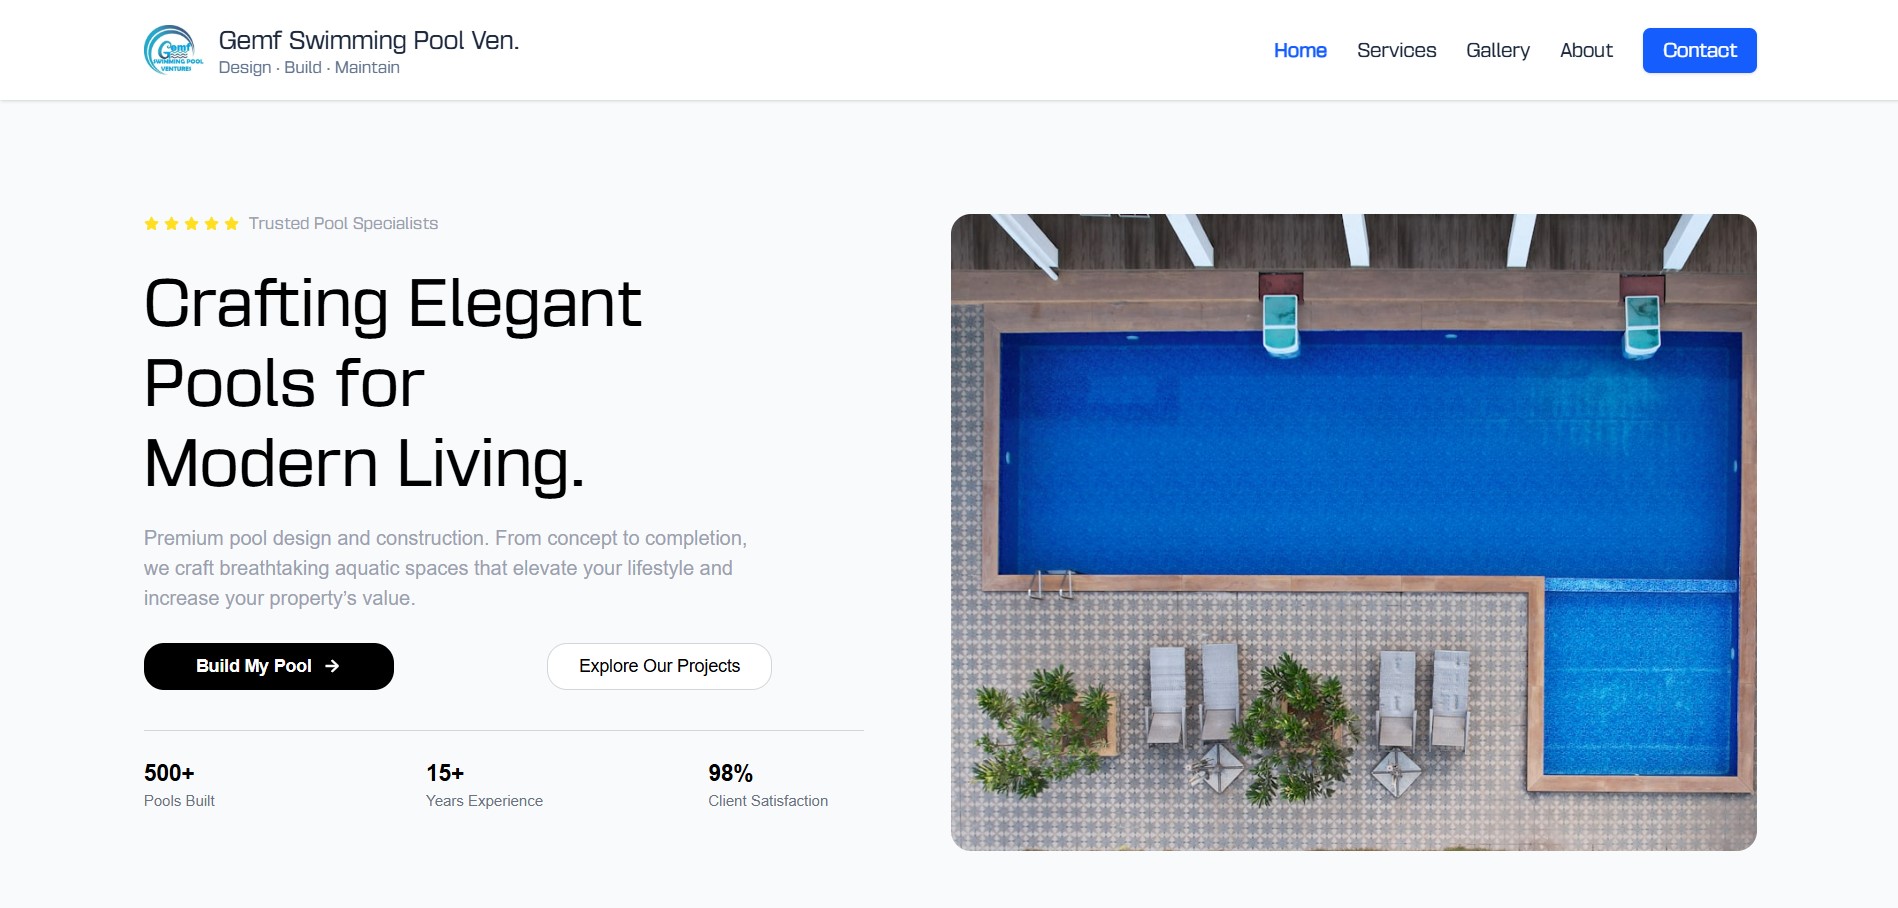 Gemf
SWIMMING POOL
VENTURES
Gemf Swimming Pool Ven.
Design · Build · Maintain
Home
Services
Gallery
About
Contact
Trusted Pool Specialists
Crafting Elegant
Pools for
Modern Living.
Premium pool design and construction. From concept to completion,
we craft breathtaking aquatic spaces that elevate your lifestyle and
increase your property’s value.
Build My Pool →
Explore Our Projects
500+
Pools Built
15+
Years Experience
98%
Client Satisfaction